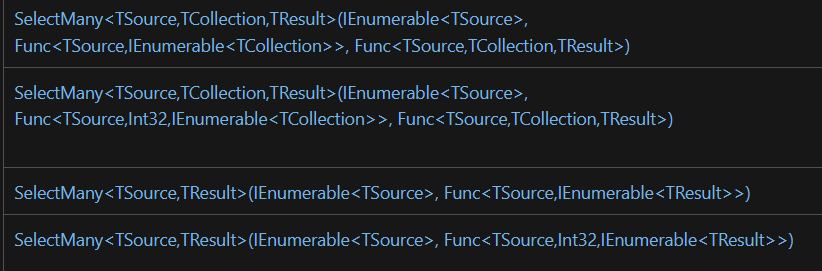 SelectMany<TSource,TCollection,TResult>(IEnumerable<TSource>,
Func<TSource,IEnumerable<TCollection>>, Func<TSource,TCollection,TResult>)
SelectMany<TSource,TCollection,TResult>(IEnumerable<TSource>,
Func<TSource,Int32,IEnumerable<TCollection>>, Func<TSource,TCollection,TResult>)
SelectMany<TSource,TResult>(IEnumerable<TSource>, Func<TSource,IEnumerable<TResult>>)
SelectMany<TSource,TResult>(IEnumerable<TSource>, Func<TSource,Int32,IEnumerable<TResult>>)